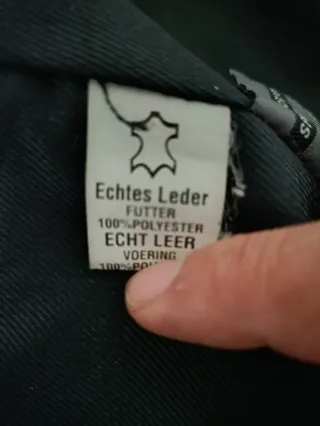 Echtes Leder
FUTTER
100%POLYESTER
ECHT LEER
VOERING